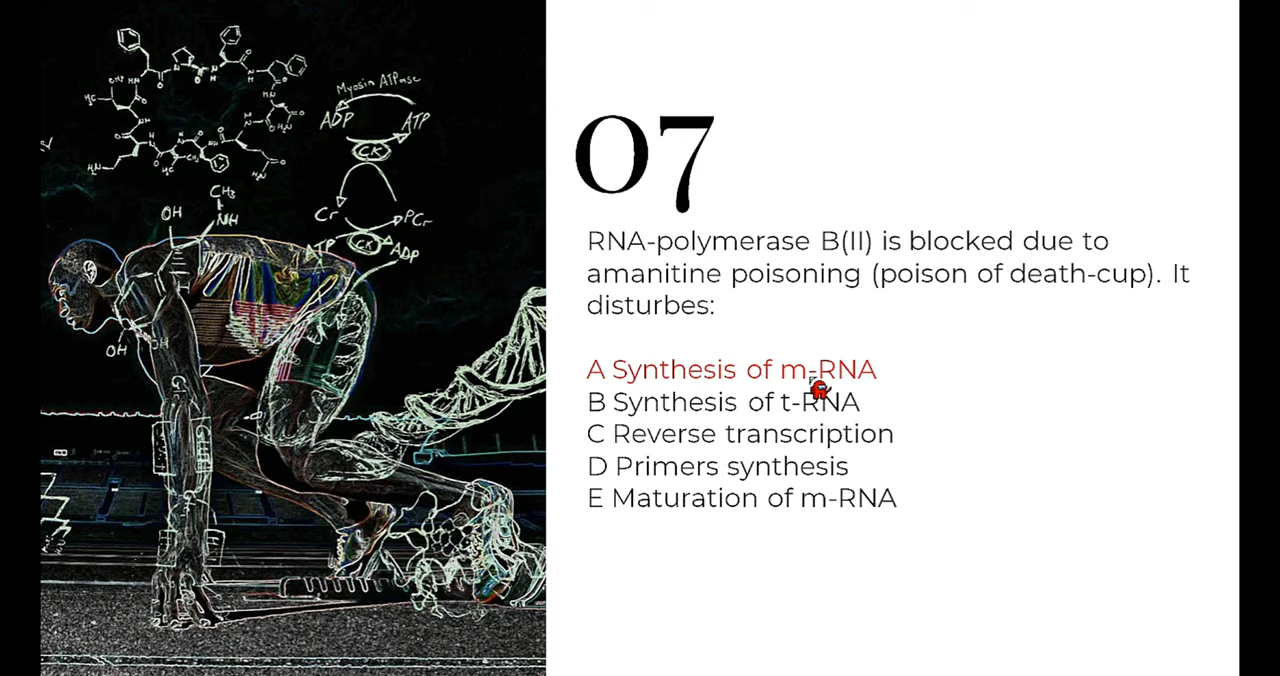 Myosin ATPase
ADP
ATP
CK
Cr
PCr
CK
ATP
ADP
CH3
NH
OH
OH
07
RNA-polymerase B(II) is blocked due to
amanitine poisoning (poison of death-cup). It
disturbes:
A Synthesis of m-RNA
B Synthesis of t-RNA
C Reverse transcription
D Primers synthesis
E Maturation of m-RNA